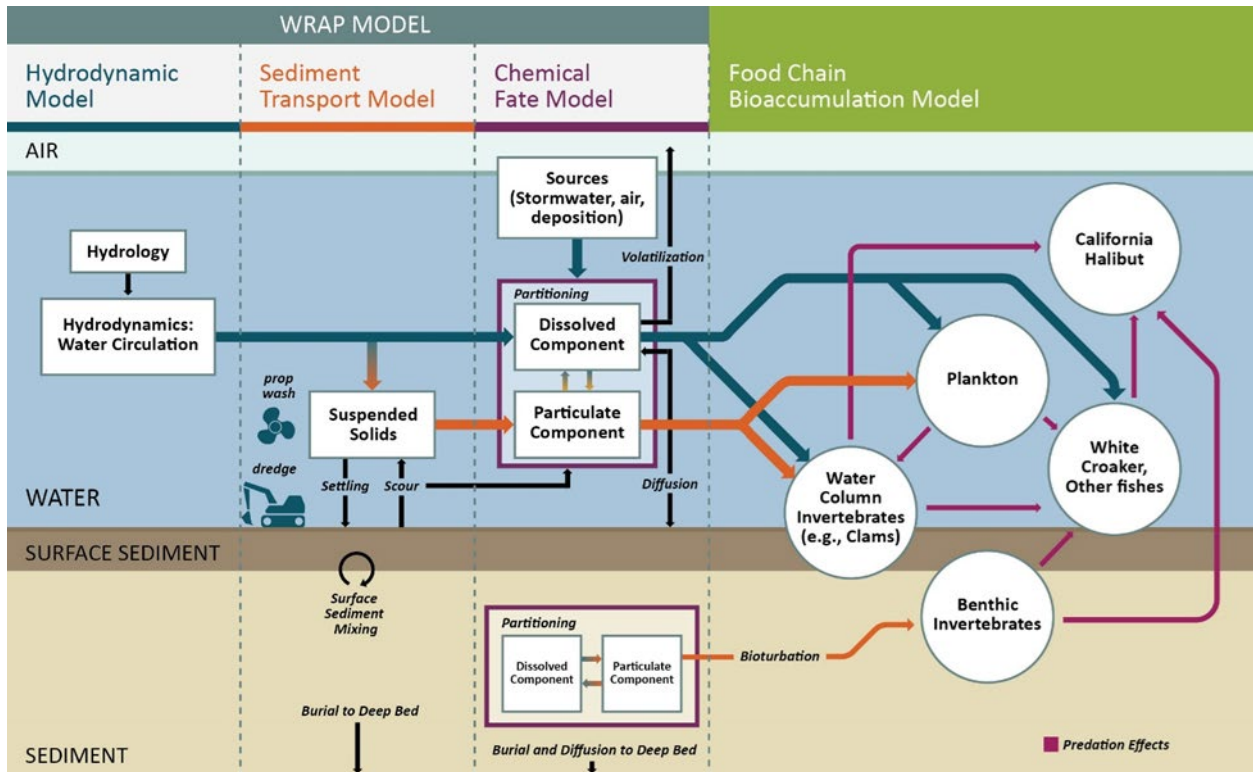 WRAP MODEL
Hydrodynamic
Model
Sediment
Transport Model
Chemical
Fate Model
Food Chain
Bioaccumulation Model
AIR
Sources
(Stormwater, air,
deposition)
Volatilization
Hydrology
Hydrodynamics:
Water Circulation
Partitioning
Dissolved
Component
Particulate
Component
prop
wash
Suspended
Solids
dredge
Settling
Scour
Diffusion
California
Halibut
Plankton
White
Croaker,
Other fishes
Water
Column
Invertebrates
(e.g., Clams)
WATER
SURFACE SEDIMENT
Surface
Sediment
Mixing
Benthic
Invertebrates
Partitioning
Dissolved
Component
Particulate
Component
Bioturbation
Burial to Deep Bed
Burial and Diffusion to Deep Bed
Predation Effects
SEDIMENT